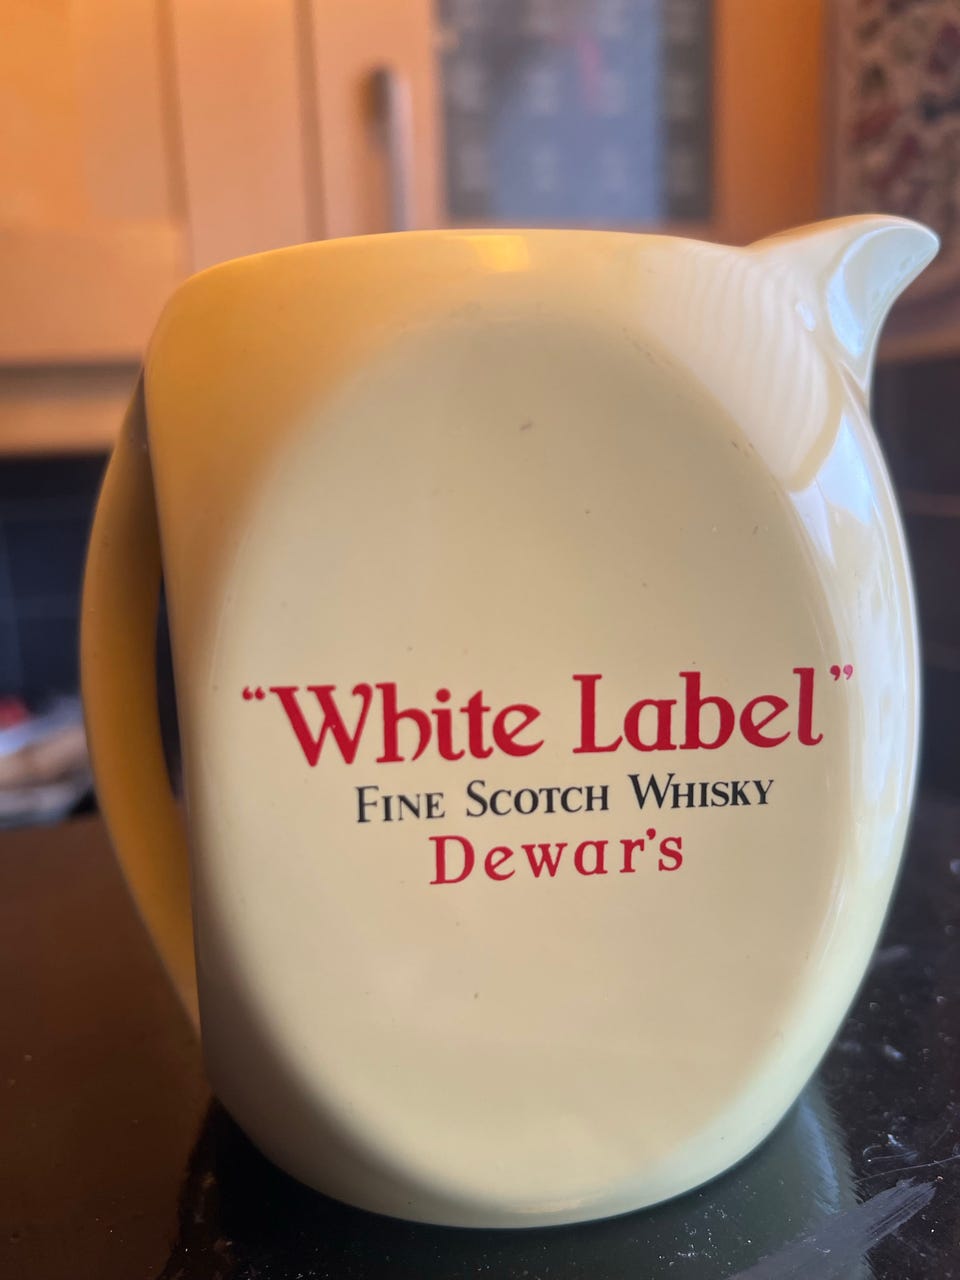 “White Label”
FINE SCOTCH WHISKY
Dewar’s